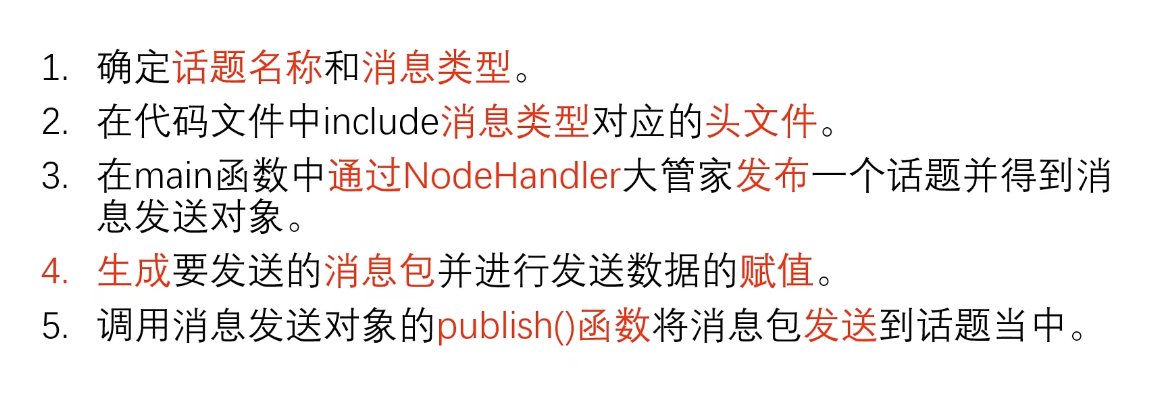 1. 确定话题名称和消息类型。
2. 在代码文件中include消息类型对应的头文件。
3. 在main函数中通过NodeHandler大管家发布一个话题并得到消
息发送对象。
4. 生成要发送的消息包并进行发送数据的赋值。
5. 调用消息发送对象的publish()函数将消息包发送到话题当中。